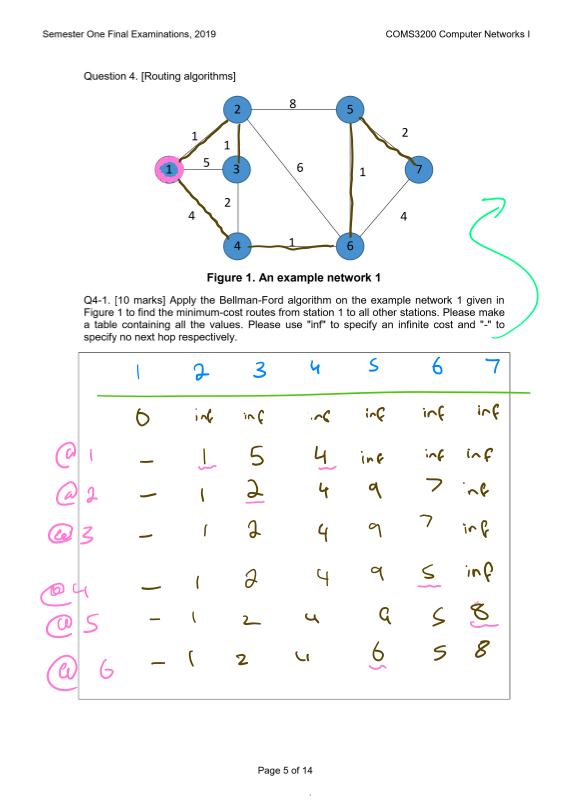 Semester One Final Examinations, 2019 COMS3200 Computer Networks I
Question 4. [Routing algorithms]
8
2 5
1 1 2
1 5 3 6 1 7
4 2 4
4 1 6
Figure 1. An example network 1
Q4-1. [10 marks] Apply the Bellman-Ford algorithm on the example network 1 given in
Figure 1 to find the minimum-cost routes from station 1 to all other stations. Please make
a table containing all the values. Please use "inf" to specify an infinite cost and "-" to
specify no next hop respectively.
1 2 3 4 5 6 7
0 inf inf inf inf inf inf
@ 1 - 1 5 4 inf inf inf
@ 2 - 1 2 4 9 7 inf
@ 3 - 1 2 4 9 7 inf
@ 4 - 1 2 4 9 5 inf
@ 5 - 1 2 4 9 5 8
@ 6 - 1 2 4 6 5 8
Page 5 of 14